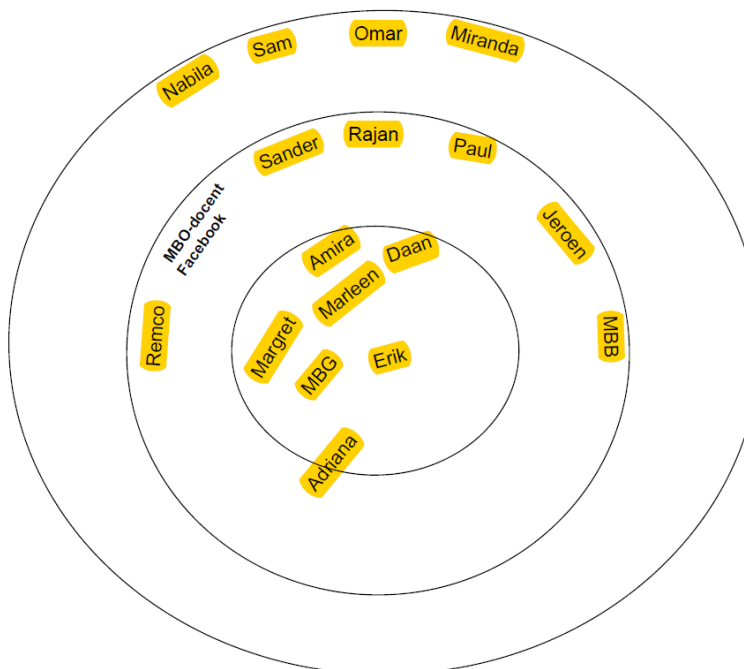 Omar
Miranda
Sam
Nabila
Rajan
Sander
Paul
MBO-docent
Facebook
Jeroen
Amira
Daan
Marleen
Remco
Margret
MBB
MBG
Erik
Adriana